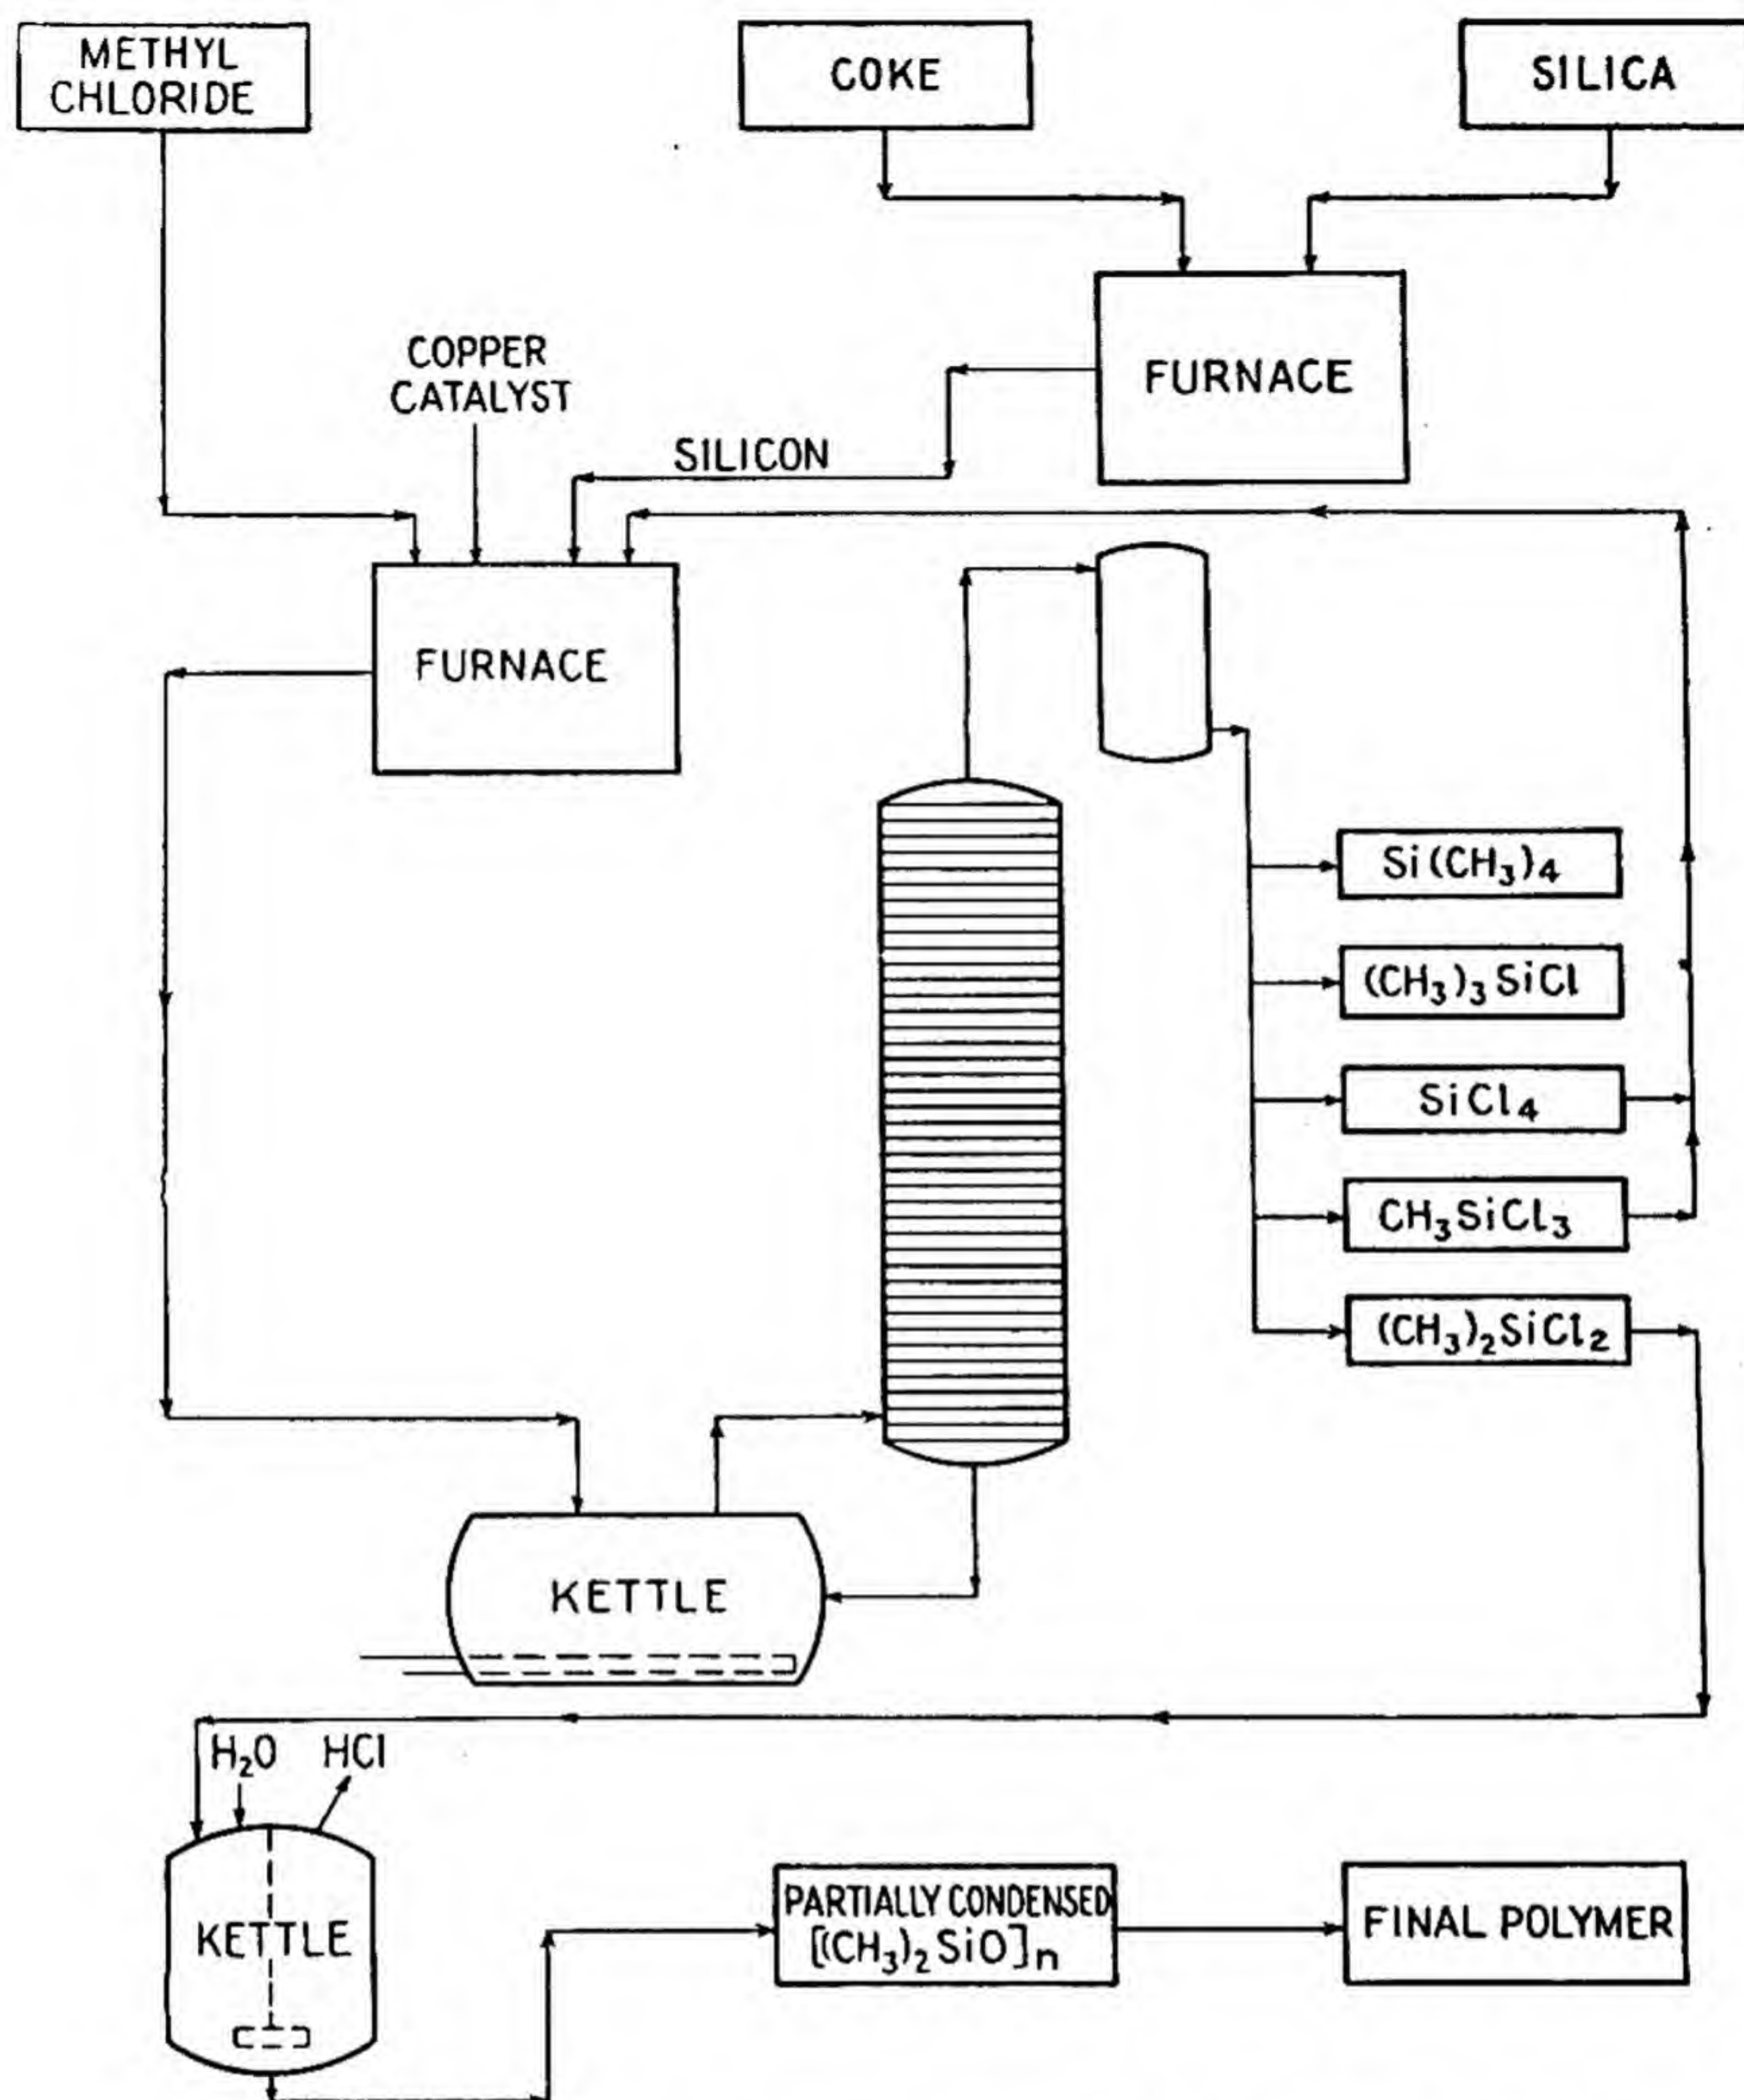 METHYL
CHLORIDE
COKE
SILICA
FURNACE
COPPER
CATALYST
SILICON
FURNACE
Si(CH₃)₄
(CH₃)₃SiCl
SiCl₄
CH₃SiCl₃
(CH₃)₂SiCl₂
KETTLE
H₂O HCl
KETTLE
PARTIALLY CONDENSED
[(CH₃)₂SiO]n
FINAL POLYMER